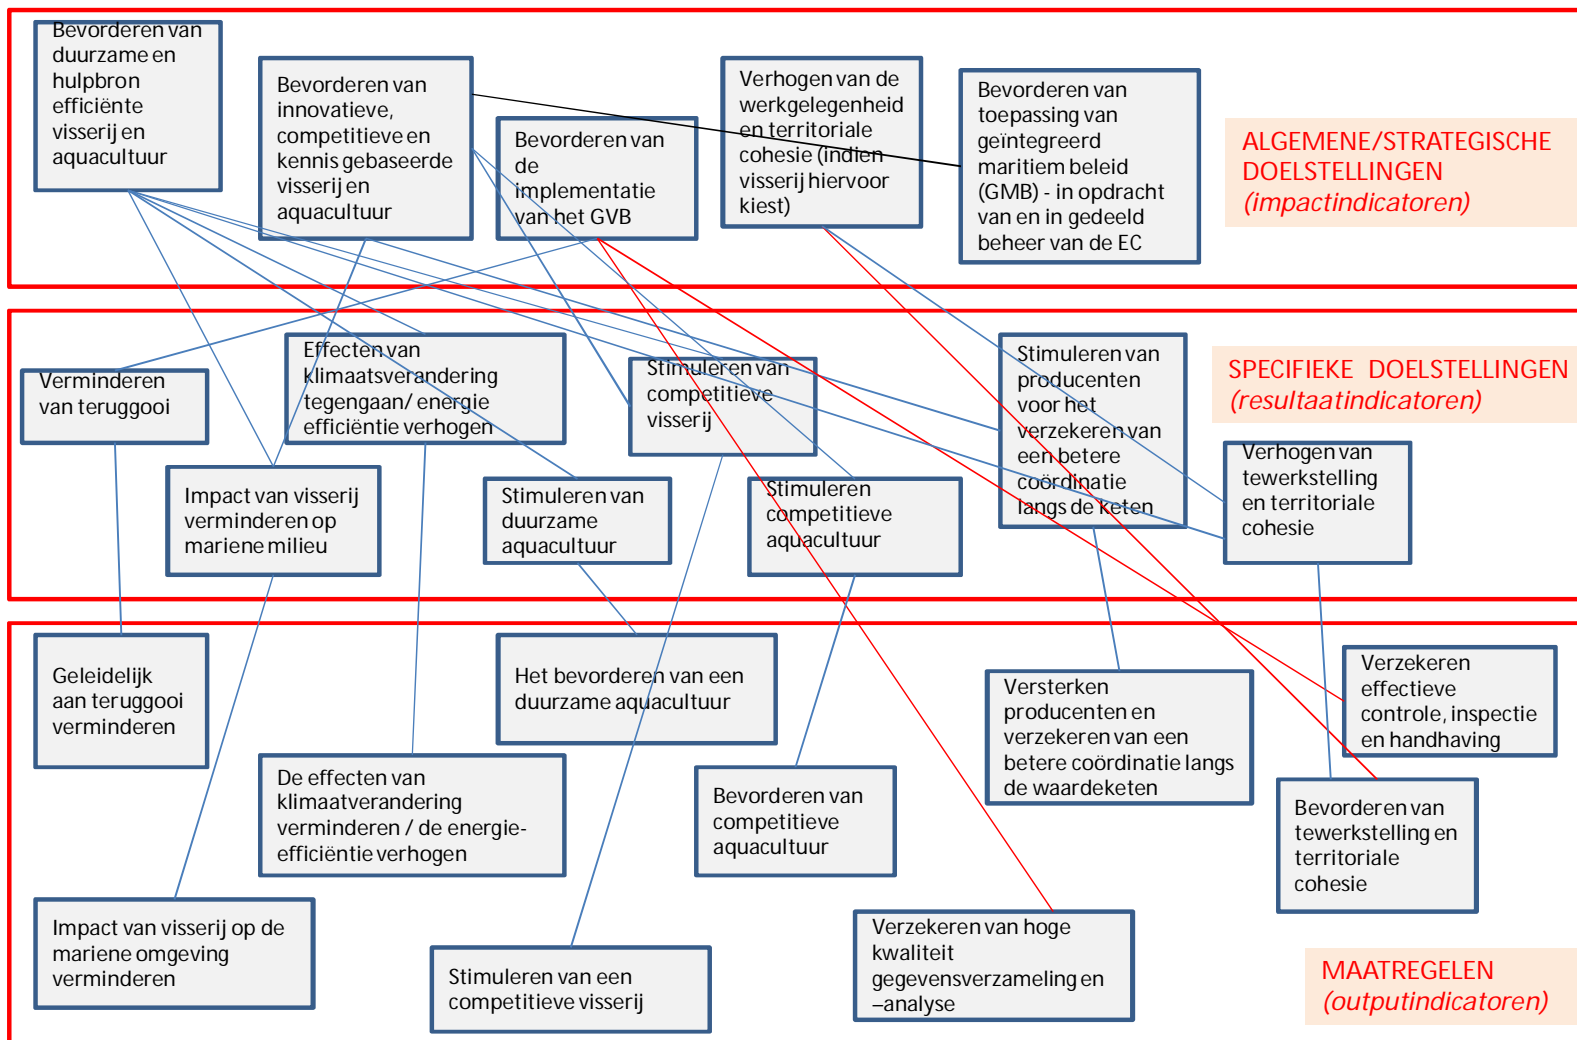 Bevorderen van
duurzame en
hulpbron
efficiënte
visserij en
aquacultuur
Bevorderen van
innovatieve,
competitieve en
kennis gebaseerde
visserij en
aquacultuur
Bevorderen van
de
implementatie
van het GVB
Verhogen van de
werkgelegenheid
en territoriale
cohesie (indien
visserij hiervoor
kiest)
Bevorderen van
toepassing van
geïntegreerd
maritiem beleid
(GMB) - in opdracht
van en in gedeeld
beheer van de EC
ALGEMENE/STRATEGISCHE
DOELSTELLINGEN
(impactindicatoren)
Verminderen
van teruggooi
Effecten van
klimaatsverandering
tegengaan/ energie
efficiëntie verhogen
Stimuleren van
competitieve
visserij
Stimuleren van
producenten
voor het
verzekeren van
een betere
coördinatie
langs de keten
SPECIFIEKE DOELSTELLINGEN
(resultaatindicatoren)
Impact van visserij
verminderen op
mariene milieu
Stimuleren van
duurzame
aquacultuur
Stimuleren
competitieve
aquacultuur
Verhogen van
tewerkstelling
en territoriale
cohesie
Geleidelijk
aan teruggooi
verminderen
Het bevorderen van een
duurzame aquacultuur
Versterken
producenten en
verzekeren van een
betere coördinatie langs
de waardeketen
Verzekeren
effectieve
controle, inspectie
en handhaving
De effecten van
klimaatverandering
verminderen / de energie-
efficiëntie verhogen
Bevorderen van
competitieve
aquacultuur
Bevorderen van
tewerkstelling en
territoriale
cohesie
Impact van visserij op de
mariene omgeving
verminderen
Stimuleren van een
competitieve visserij
Verzekeren van hoge
kwaliteit
gegevensverzameling en
–analyse
MAATREGELEN
(outputindicatoren)